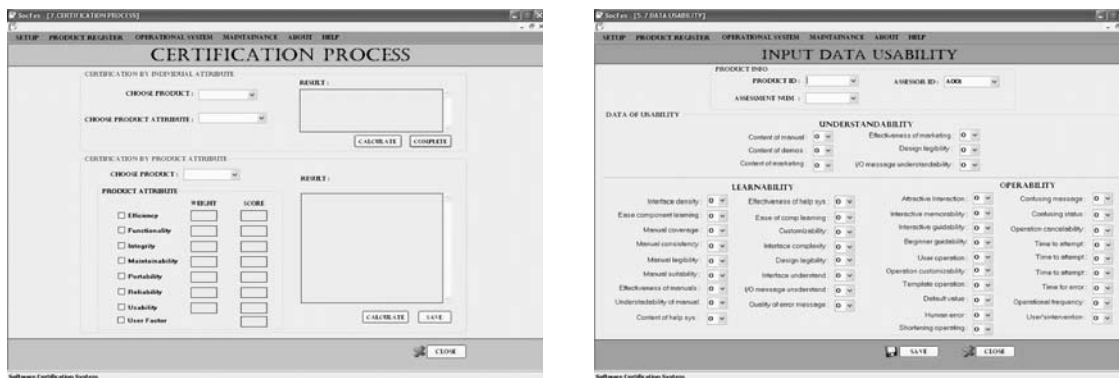 SocFes - [7.CERTIFICATION PROCESS]
SETUP PRODUCT REGISTER OPERATIONAL SYSTEM MAINTAINANCE ABOUT HELP
CERTIFICATION PROCESS
CERTIFICATION BY INDIVIDUAL ATTRIBUTE
CHOOSE PRODUCT :
RESULT :
CHOOSE PRODUCT ATTRIBUTE :
CALCULATE COMPLETE
CERTIFICATION BY PRODUCT ATTRIBUTE
CHOOSE PRODUCT :
RESULT :
PRODUCT ATTRIBUTE
WEIGHT SCORE
Efficiency
Functionality
Integrity
Maintainability
Portability
Reliability
Usability
User Factor
CALCULATE SAVE
CLOSE
Software Certification System
SocFes - [5.7.DATA USABILITY]
SETUP PRODUCT REGISTER OPERATIONAL SYSTEM MAINTAINANCE ABOUT HELP
INPUT DATA USABILITY
PRODUCT INFO
PRODUCT ID : ASSESSOR ID : A001
ASSESSMENT NUM :
DATA OF USABILITY
UNDERSTANDABILITY
Content of manual : 0 Effectiveness of marketing : 0
Content of demos : 0 Design legibility : 0
Content of marketing : 0 I/O message understandability : 0
LEARNABILITY
Interface density : 0 Effectiveness of help sys : 0
Ease component learning : 0 Ease of comp learning : 0
Manual coverage : 0 Customizability : 0
Manual consistency : 0 Interface complexity : 0
Manual legibility : 0 Design legibility : 0
Manual suitability : 0 Interface understand : 0
Effectiveness of manuals : 0 I/O message understand : 0
Understadability of manual : 0 Quality of error message : 0
Content of help sys : 0
OPERABILITY
Attractive interaction : 0 Confusing message : 0
Interactive memorability : 0 Confusing status : 0
Interactive guidability : 0 Operation cancelability : 0
Beginner guidability : 0 Time to attempt : 0
User operation : 0 Time to attempt : 0
Operation customizability : 0 Time to attempt : 0
Template operation : 0 Time for error : 0
Default value : 0 Operational frequency : 0
Human error : 0 User'sintervention : 0
Shortening operating : 0
SAVE CLOSE
Software Certification System